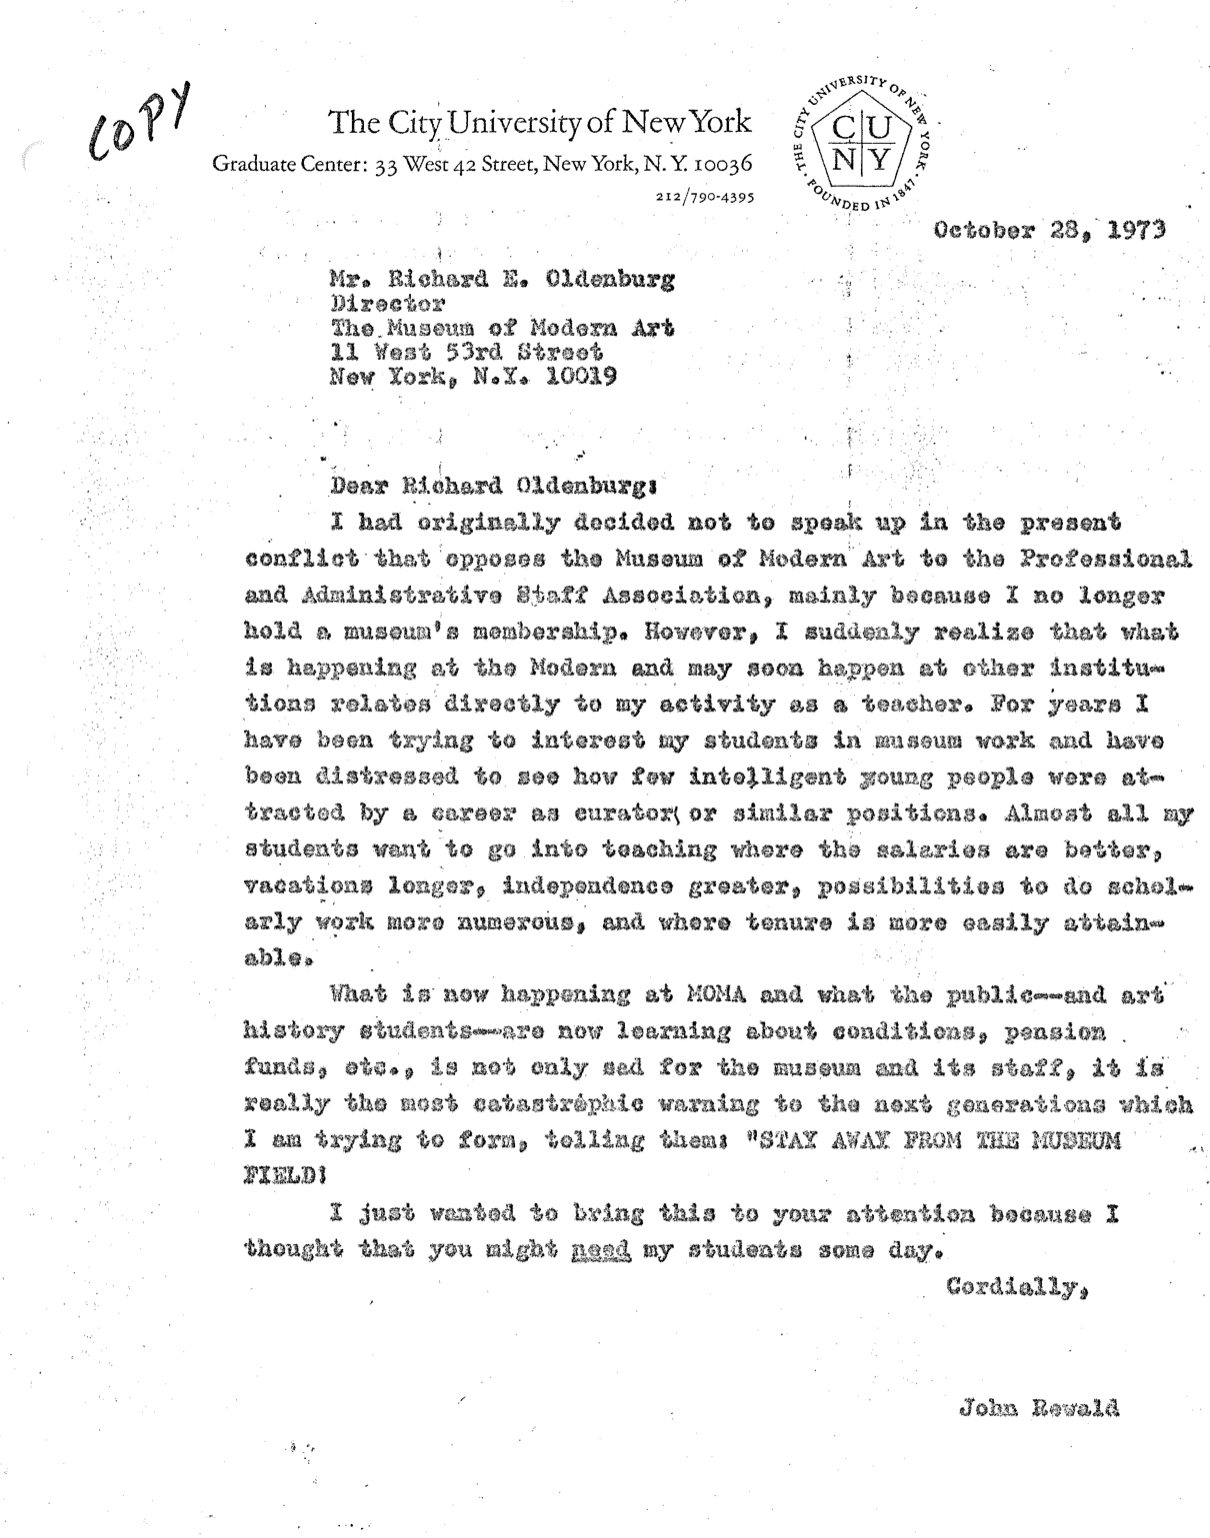 COPY
The City University of New York
Graduate Center: 33 West 42 Street, New York, N. Y. 10036
212/790-4395
THE CITY UNIVERSITY OF NEW YORK · FOUNDED IN 1847 ·
CU
NY
October 28, 1973
Mr. Richard E. Oldenburg
Director
The Museum of Modern Art
11 West 53rd Street
New York, N.Y. 10019
Dear Richard Oldenburg:
I had originally decided not to speak up in the present
conflict that opposes the Museum of Modern Art to the Professional
and Administrative Staff Association, mainly because I no longer
hold a museum's membership. However, I suddenly realize that what
is happening at the Modern and may soon happen at other institu-
tions relates directly to my activity as a teacher. For years I
have been trying to interest my students in museum work and have
been distressed to see how few intelligent young people were at-
tracted by a career as curator( or similar positions. Almost all my
students want to go into teaching where the salaries are better,
vacations longer, independence greater, possibilities to do schol-
arly work more numerous, and where tenure is more easily attain-
able.
What is now happening at MOMA and what the public--and art
history students--are now learning about conditions, pension
funds, etc., is not only sad for the museum and its staff, it is
really the most catastrophic warning to the next generations which
I am trying to form, telling them: "STAY AWAY FROM THE MUSEUM
FIELD!
I just wanted to bring this to your attention because I
thought that you might need my students some day.
Cordially,
John Rewald